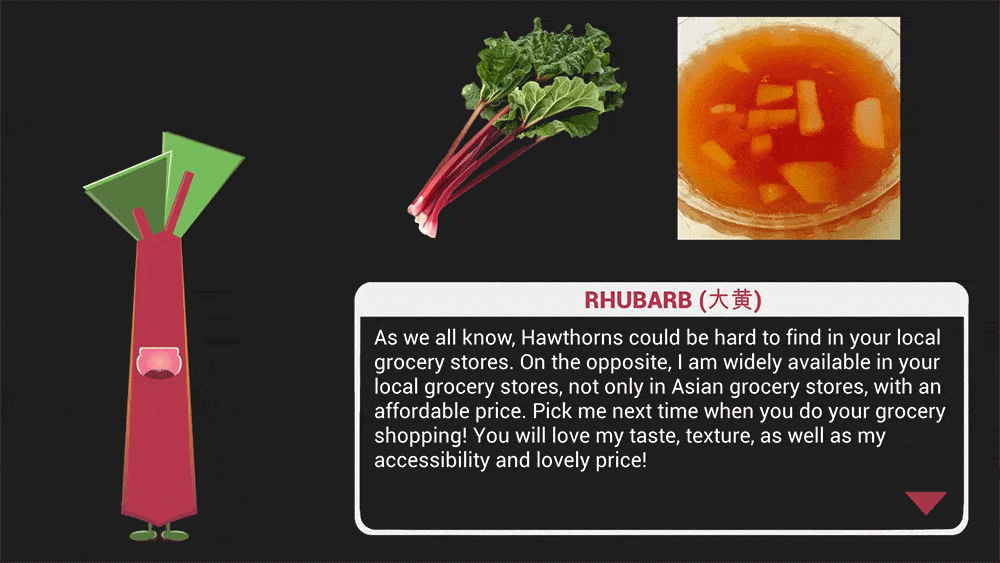 RHUBARB (大黄)
As we all know, Hawthorns could be hard to find in your local
grocery stores. On the opposite, I am widely available in your
local grocery stores, not only in Asian grocery stores, with an
affordable price. Pick me next time when you do your grocery
shopping! You will love my taste, texture, as well as my
accessibility and lovely price!